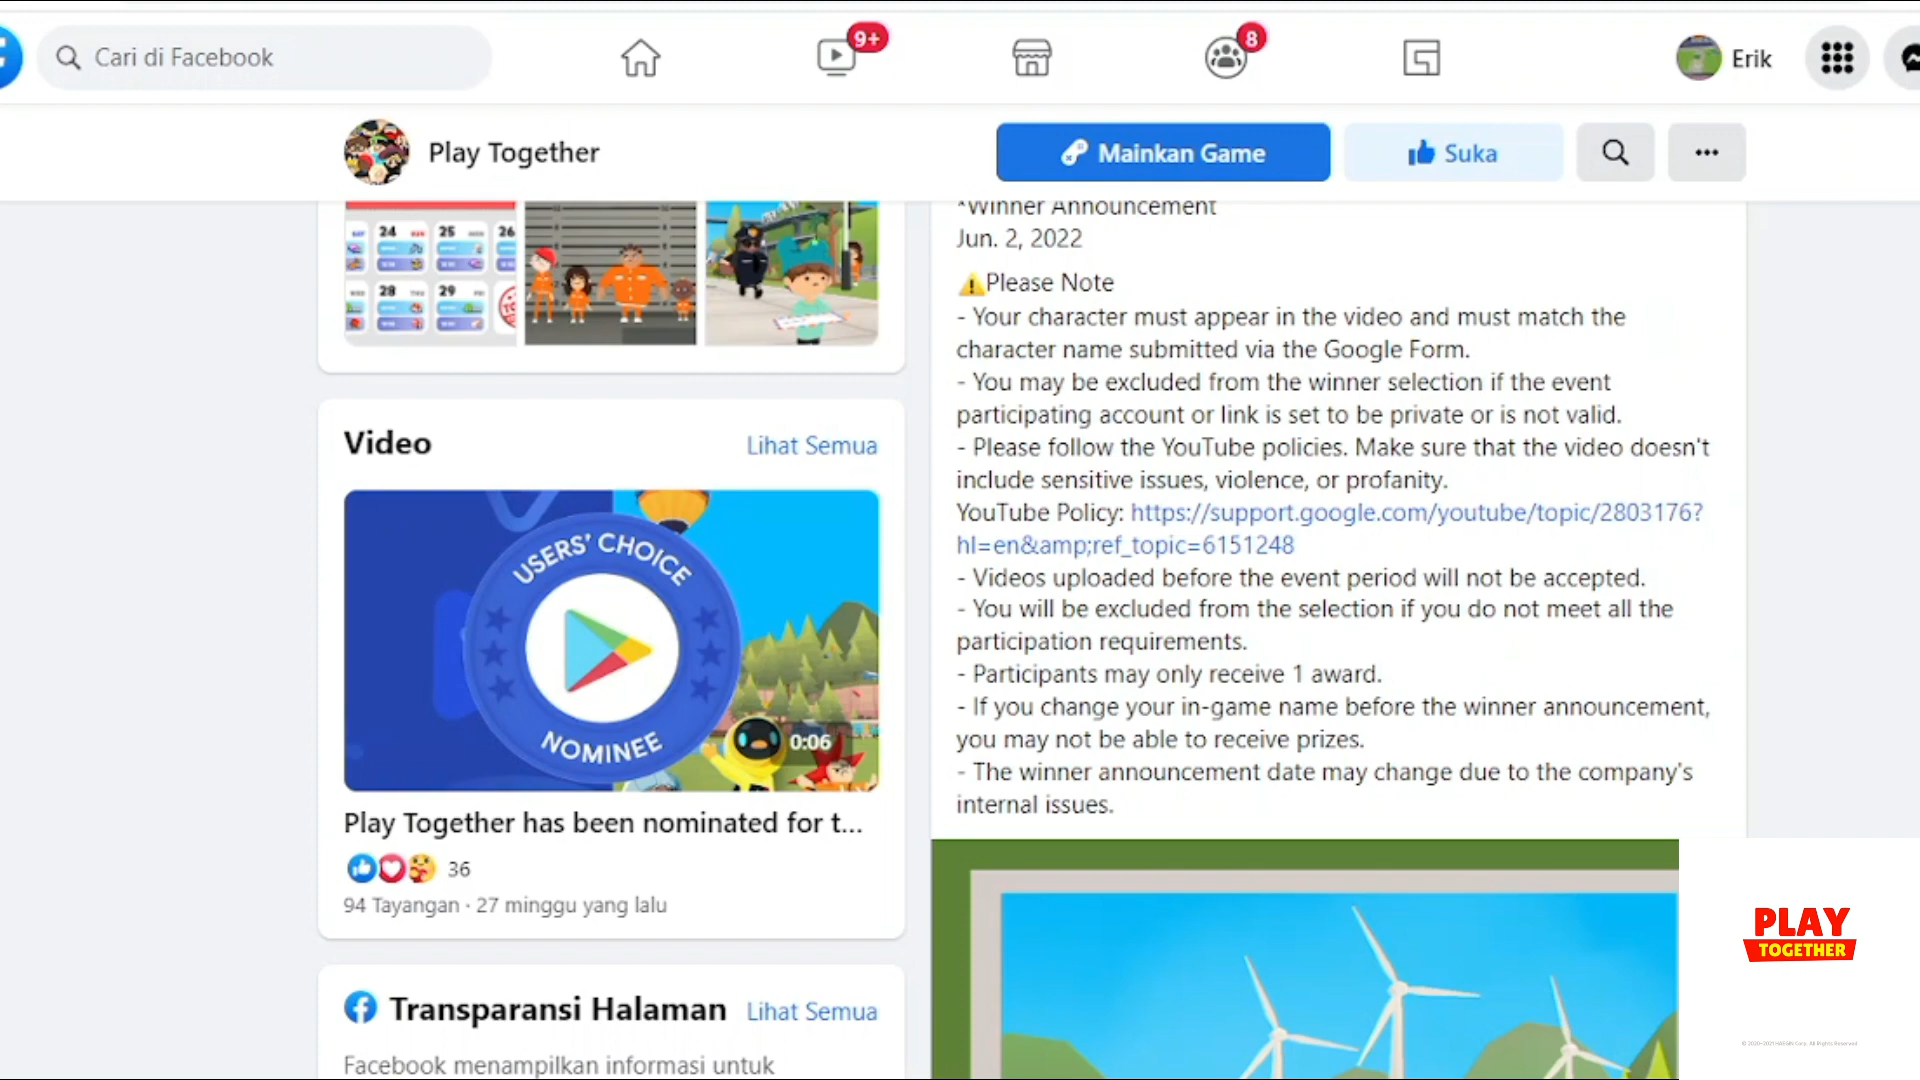 Cari di Facebook
9+
8
Erik
Play Together
Mainkan Game
Suka
24
25
26
28
29
*Winner Announcement
Jun. 2, 2022
⚠️Please Note
- Your character must appear in the video and must match the
character name submitted via the Google Form.
- You may be excluded from the winner selection if the event
participating account or link is set to be private or is not valid.
- Please follow the YouTube policies. Make sure that the video doesn't
include sensitive issues, violence, or profanity.
YouTube Policy: https://support.google.com/youtube/topic/2803176?
hl=en&amp;ref_topic=6151248
- Videos uploaded before the event period will not be accepted.
- You will be excluded from the selection if you do not meet all the
participation requirements.
- Participants may only receive 1 award.
- If you change your in-game name before the winner announcement,
you may not be able to receive prizes.
- The winner announcement date may change due to the company's
internal issues.
Video
Lihat Semua
USERS' CHOICE
NOMINEE
0:06
Play Together has been nominated for t...
36
94 Tayangan · 27 minggu yang lalu
Transparansi Halaman
Lihat Semua
Facebook menampilkan informasi untuk
PLAY
TOGETHER